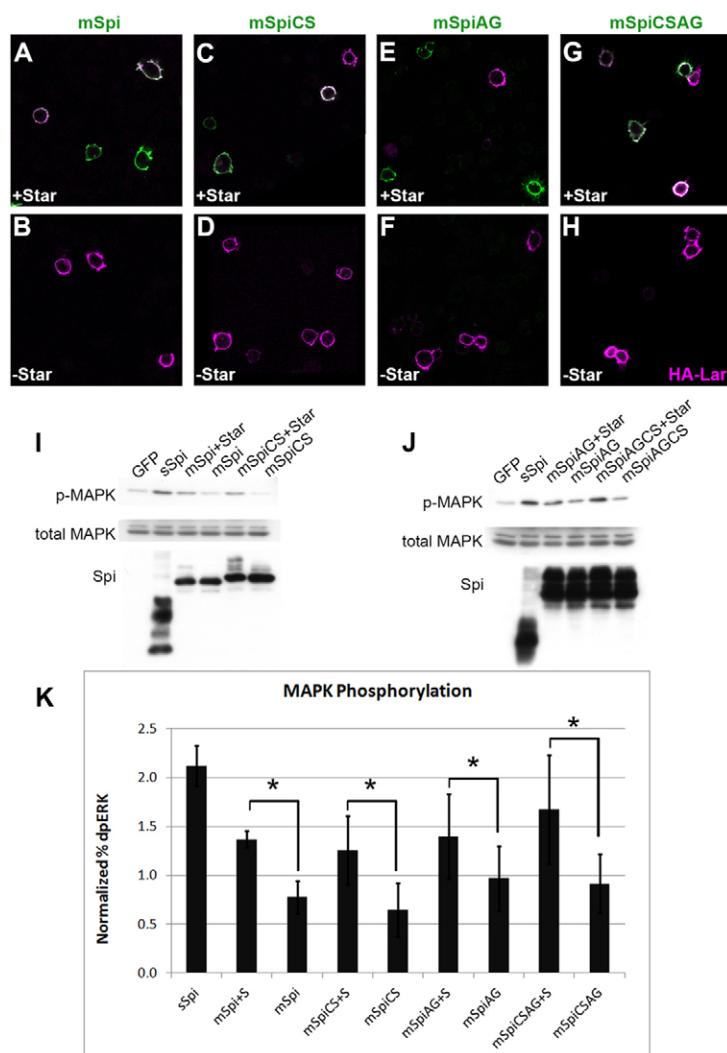 mSpi mSpiCS mSpiAG mSpiCSAG
A C E G
+Star +Star +Star +Star
B D F H
-Star -Star -Star -Star HA-Lar
I
GFP sSpi mSpi+Star mSpi mSpiCS+Star mSpiCS
p-MAPK
total MAPK
Spi
J
GFP sSpi mSpiAG+Star mSpiAG mSpiAGCS+Star mSpiAGCS
p-MAPK
total MAPK
Spi
K
MAPK Phosphorylation
Normalized % dpERK
2.5
2.0
1.5
1.0
0.5
0.0
* * * *
sSpi mSpi+S mSpi mSpiCS+S mSpiCS mSpiAG+S mSpiAG mSpiCSAG+S mSpiCSAG